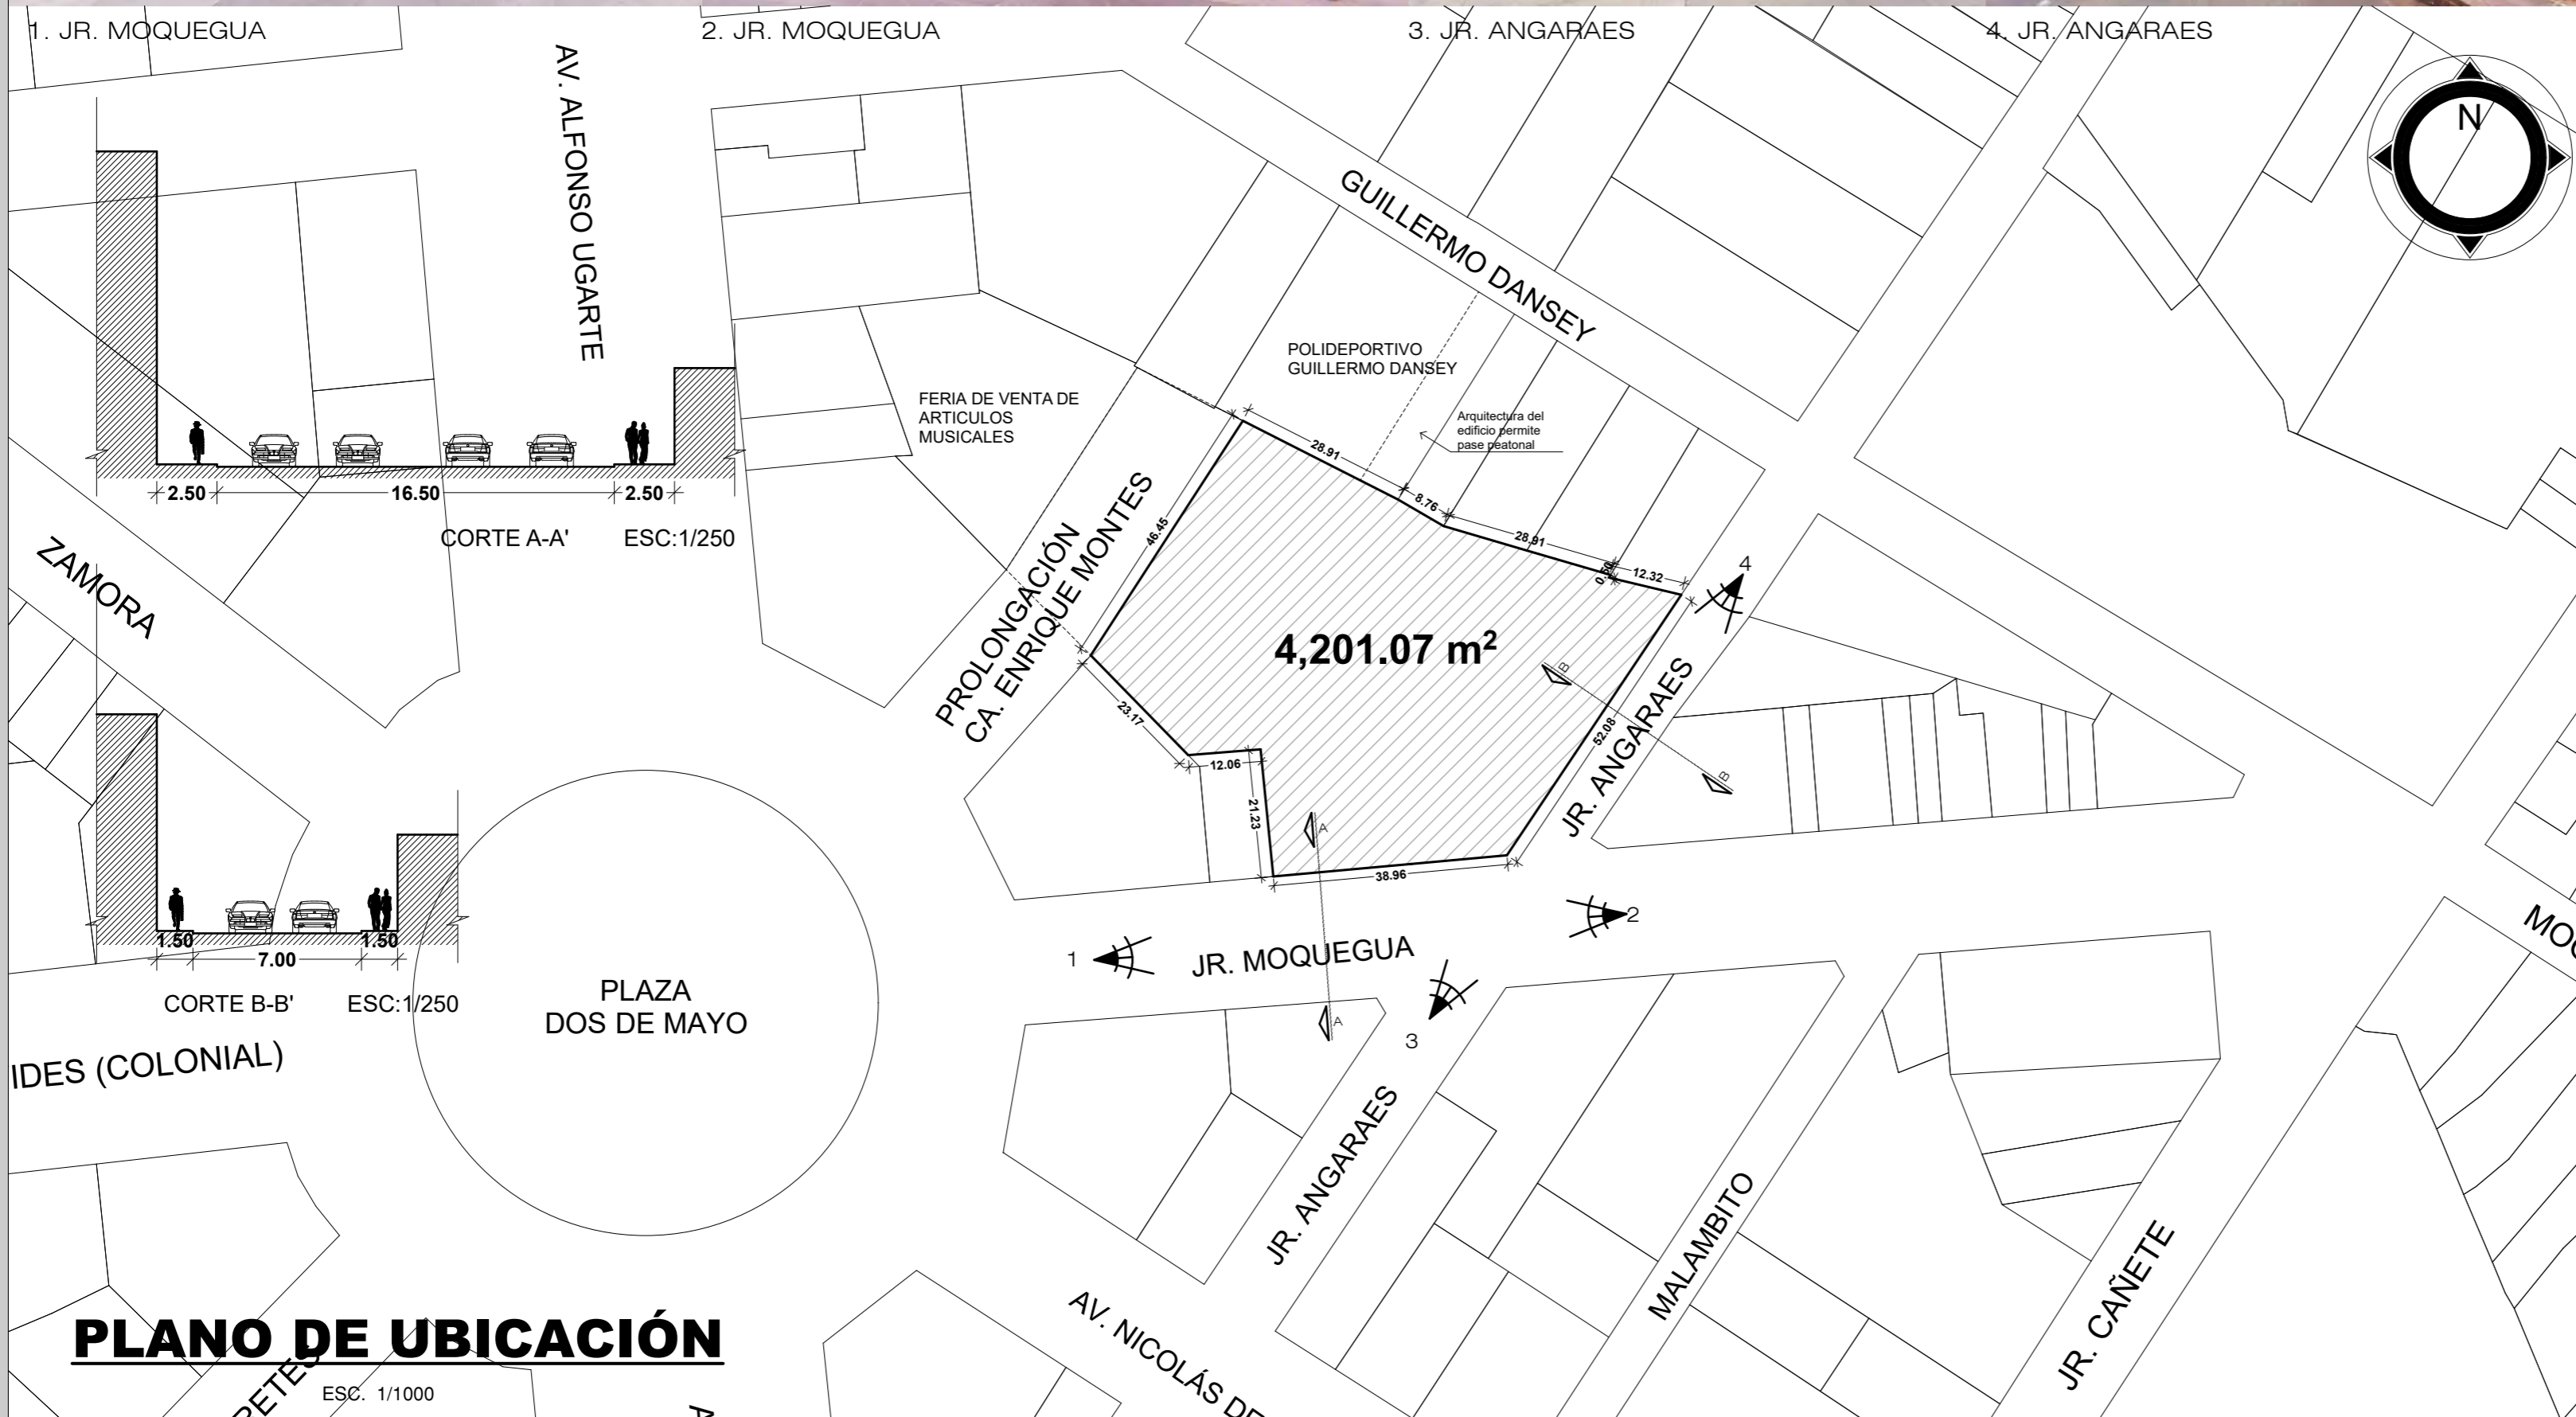 1. JR. MOQUEGUA
2. JR. MOQUEGUA
3. JR. ANGARAES
4. JR. ANGARAES
N
AV. ALFONSO UGARTE
GUILLERMO DANSEY
POLIDEPORTIVO
GUILLERMO DANSEY
Arquitectura del
edificio permite
pase peatonal
FERIA DE VENTA DE
ARTICULOS
MUSICALES
2.50
16.50
2.50
CORTE A-A'
ESC:1/250
ZAMORA
PROLONGACIÓN
CA. ENRIQUE MONTES
28.91
8.76
28.91
0.60
12.32
46.45
4,201.07 m²
23.17
12.06
21.23
38.96
52.08
4
B
B
JR. ANGARAES
A
A
1
2
3
JR. MOQUEGUA
1.50
1.50
7.00
CORTE B-B'
ESC:1/250
PLAZA
DOS DE MAYO
IDES (COLONIAL)
JR. ANGARAES
MALAMBITO
JR. CAÑETE
AV. NICOLÁS DE
PLANO DE UBICACIÓN
ESC. 1/1000